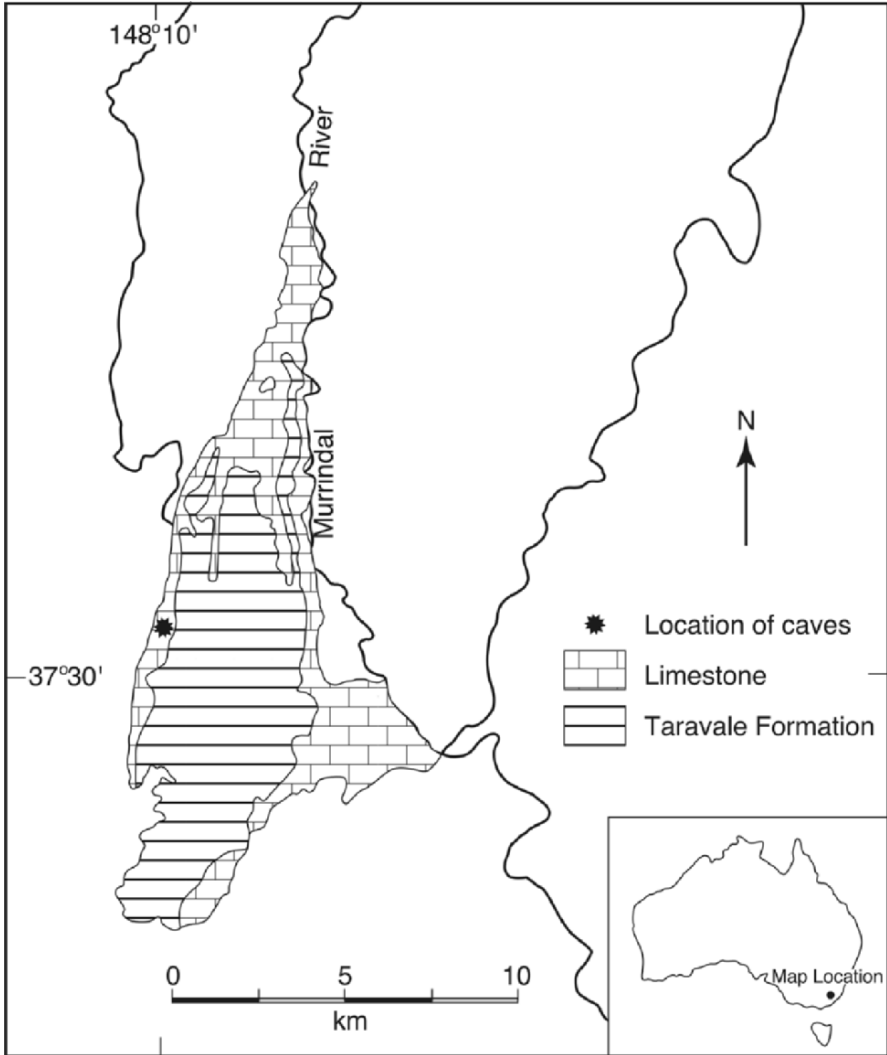 148°10'
River
Murrindal
N
Location of caves
37°30'
Limestone
Taravale Formation
Map Location
0 5 10
km